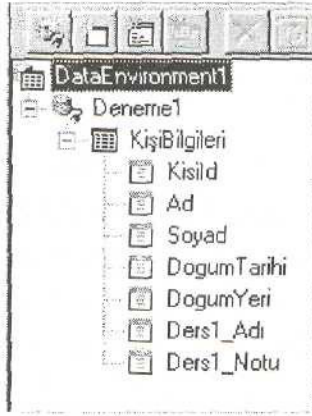 DataEnvironment1
Deneme1
KişiBilgileri
KisiId
Ad
Soyad
DogumTarihi
DogumYeri
Ders1_Adı
Ders1_Notu